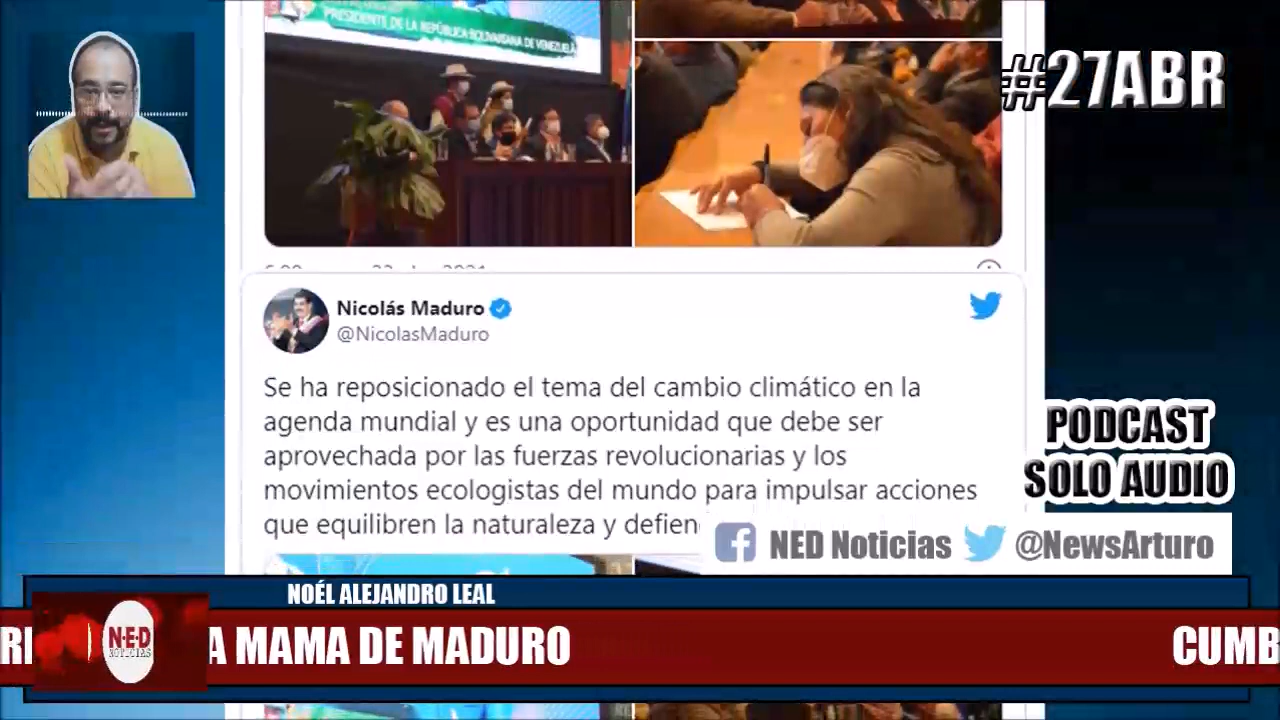 PRESIDENTE DE LA REPÚBLICA BOLIVARIANA DE VENEZUELA
#27ABR
Nicolás Maduro
@NicolasMaduro
Se ha reposicionado el tema del cambio climático en la
agenda mundial y es una oportunidad que debe ser
aprovechada por las fuerzas revolucionarias y los
movimientos ecologistas del mundo para impulsar acciones
que equilibren la naturaleza y defien
PODCAST
SOLO AUDIO
NED Noticias @NewsArturo
NOÉL ALEJANDRO LEAL
RI
N·E·D
NOTICIAS
A MAMA DE MADURO
CUMB